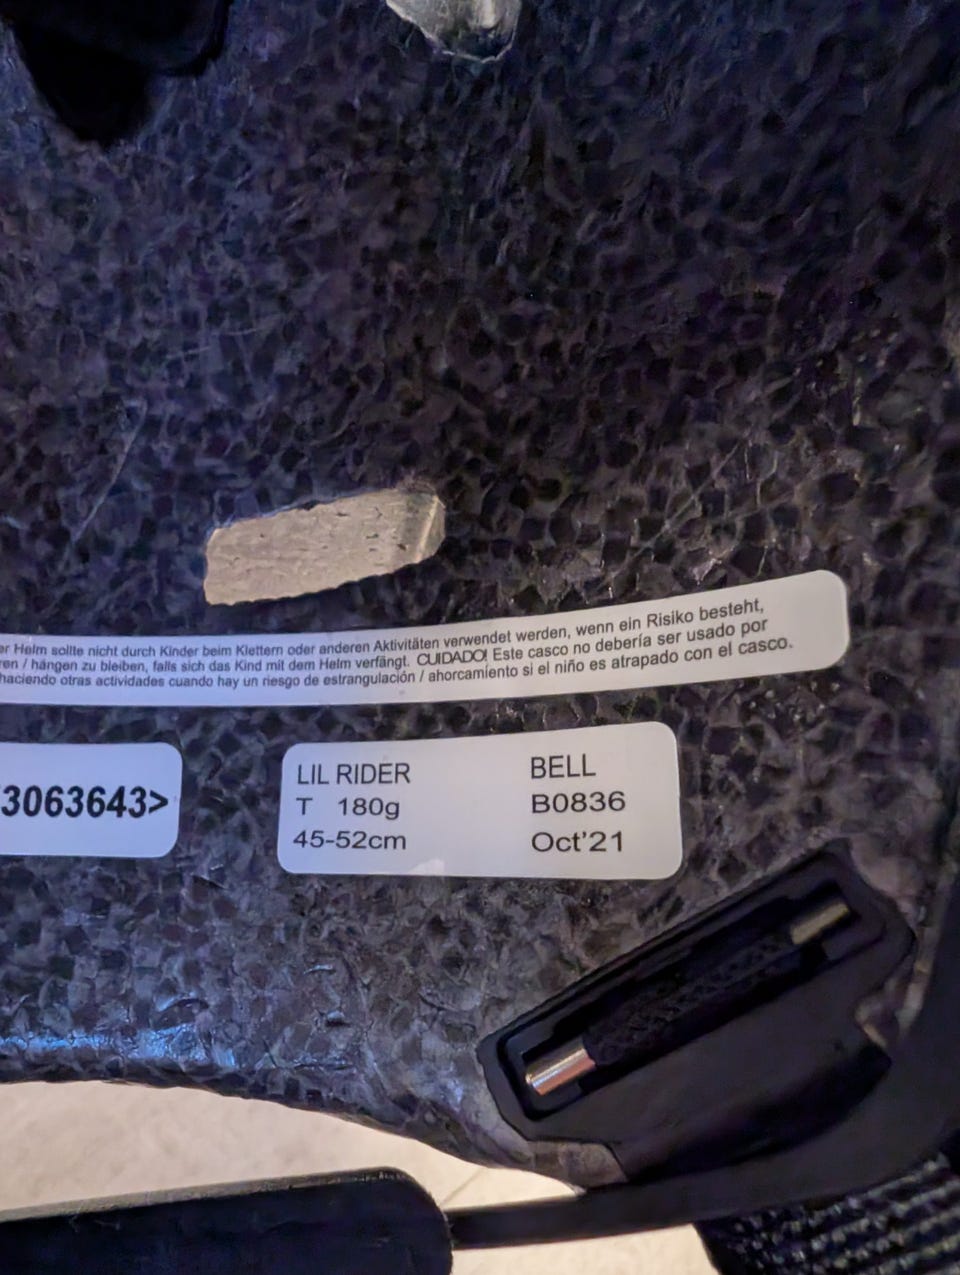 er Helm sollte nicht durch Kinder beim Klettern oder anderen Aktivitäten verwendet werden, wenn ein Risiko besteht,
ren / hängen zu bleiben, falls sich das Kind mit dem Helm verfängt. CUIDADO! Este casco no debería ser usado por
haciendo otras actividades cuando hay un riesgo de estrangulación / ahorcamiento si el niño es atrapado con el casco.
3063643>
LIL RIDER BELL
T 180g B0836
45-52cm Oct'21